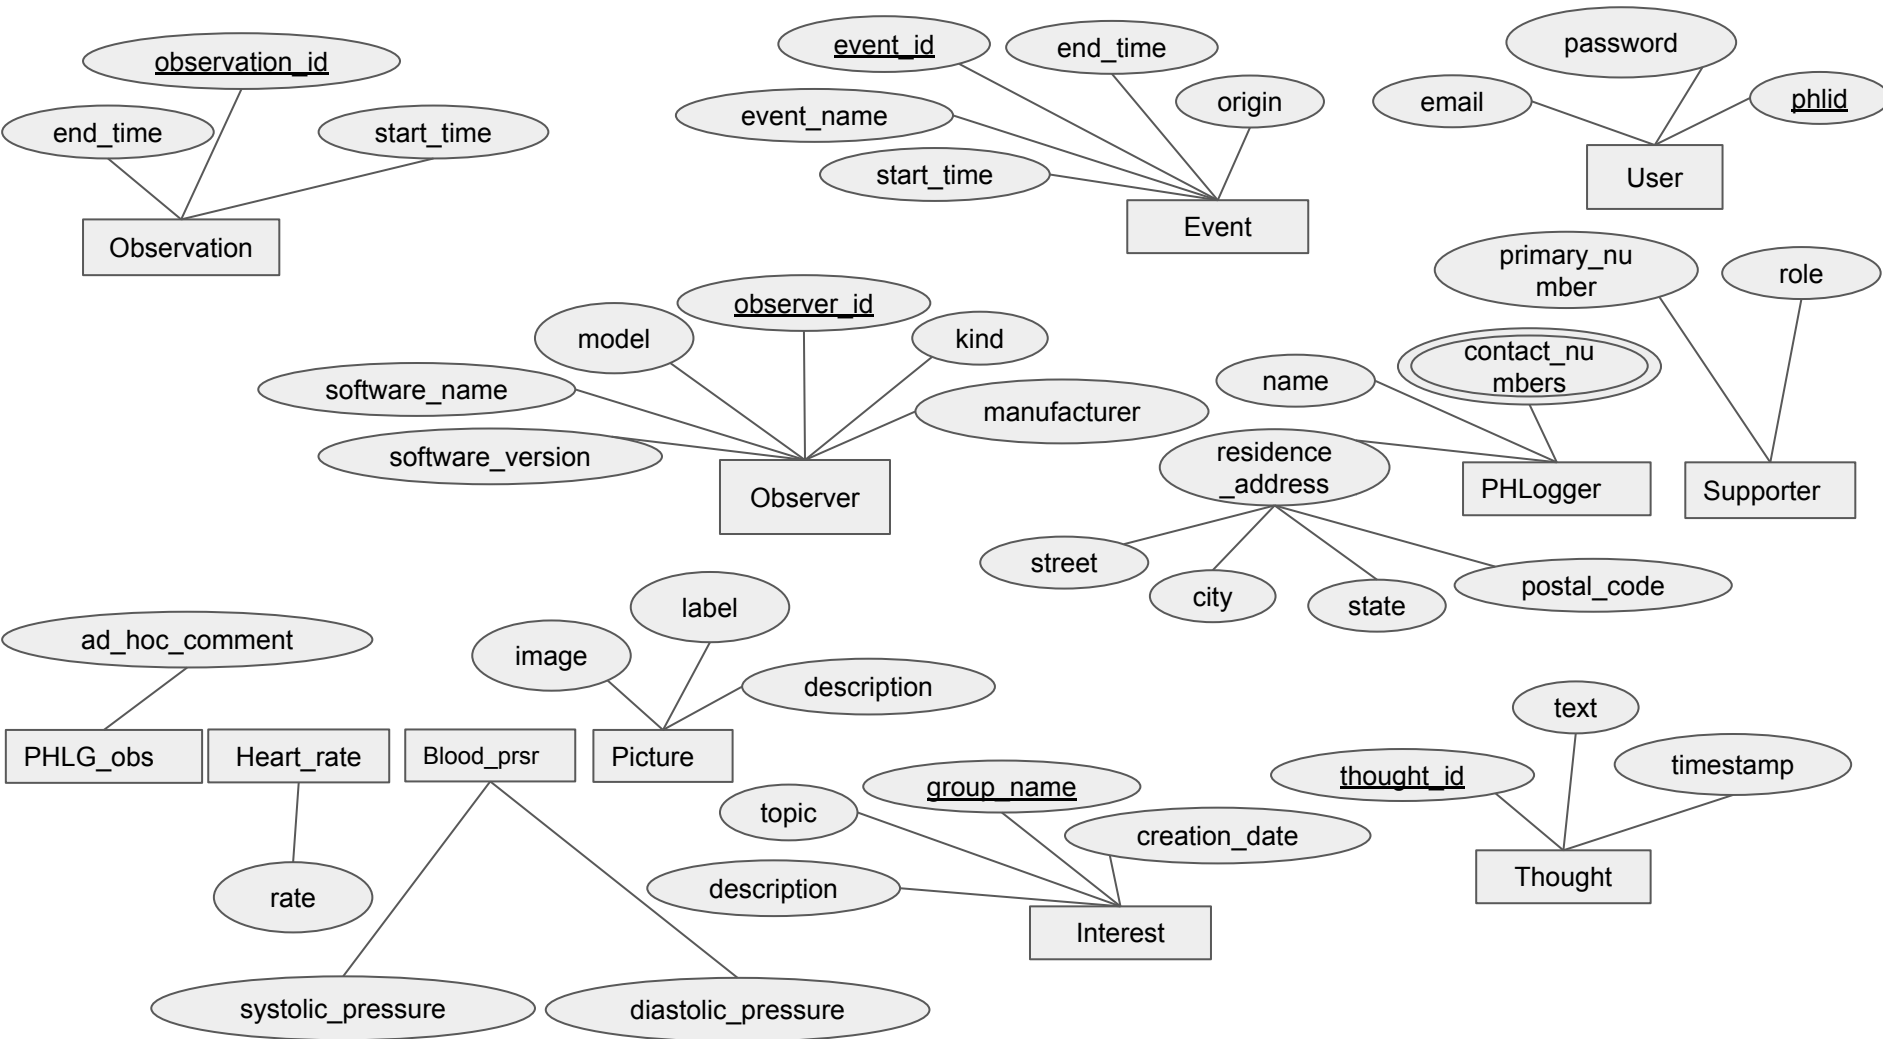 observation_id
end_time
start_time
Observation
event_id
end_time
event_name
origin
start_time
Event
password
email
phlid
User
primary_nu
mber
role
contact_nu
mbers
name
residence
_address
PHLogger
Supporter
street
city
state
postal_code
observer_id
model
kind
software_name
manufacturer
software_version
Observer
ad_hoc_comment
PHLG_obs
Heart_rate
rate
Blood_prsr
systolic_pressure
diastolic_pressure
label
image
description
Picture
group_name
topic
creation_date
description
Interest
text
thought_id
timestamp
Thought